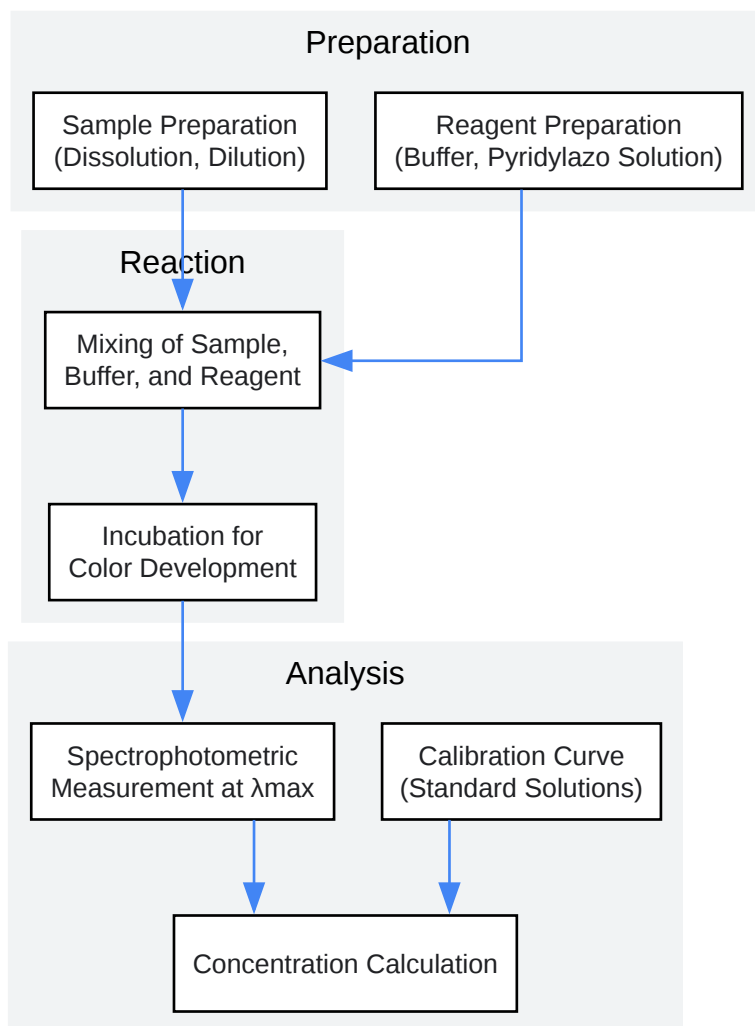 Preparation
Sample Preparation
(Dissolution, Dilution)
Reagent Preparation
(Buffer, Pyridylazo Solution)
Reaction
Mixing of Sample,
Buffer, and Reagent
Incubation for
Color Development
Analysis
Spectrophotometric
Measurement at λmax
Calibration Curve
(Standard Solutions)
Concentration Calculation